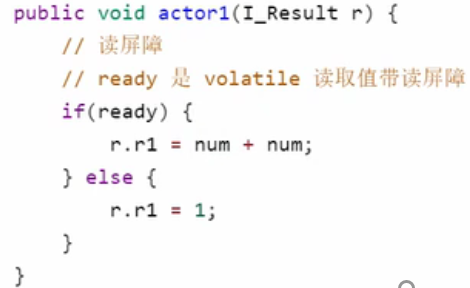 public void actor1(I_Result r) {
// 读屏障
// ready 是 volatile 读取值带读屏障
if(ready) {
r.r1 = num + num;
} else {
r.r1 = 1;
}
}